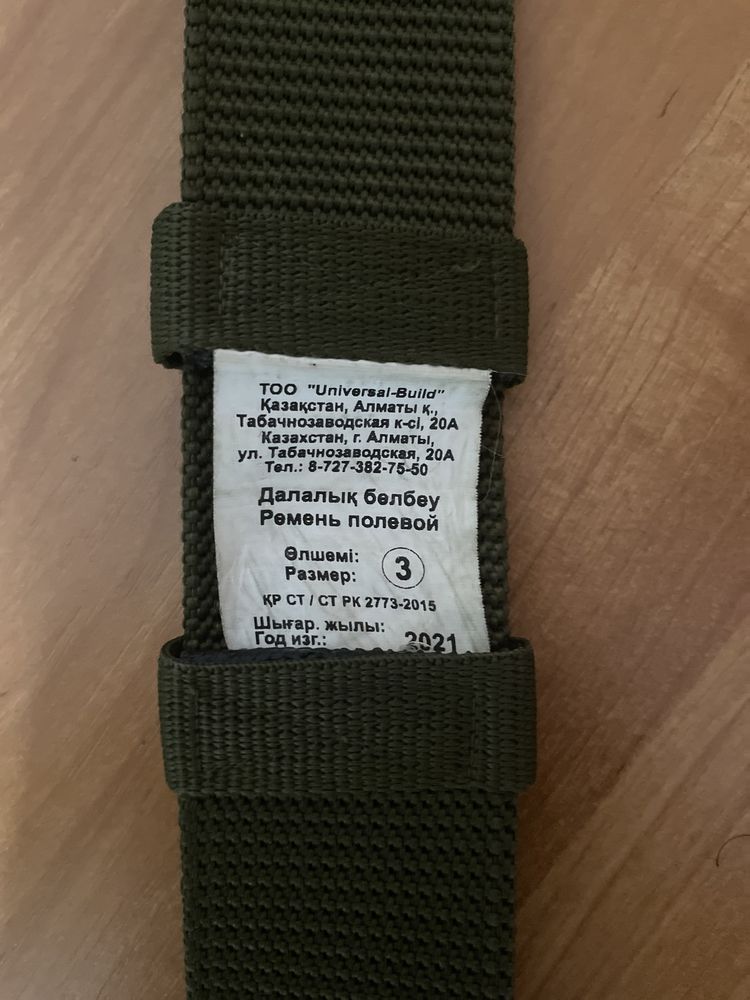 ТОО "Universal-Build"
Қазақстан, Алматы қ.,
Табачнозаводская к-сі, 20А
Казахстан, г. Алматы,
ул. Табачнозаводская, 20А
Тел.: 8-727-382-75-50
Далалық белбеу
Ремень полевой
Өлшемі:
Размер: 3
ҚР СТ / СТ РК 2773-2015
Шығар. жылы:
Год изг.: 2021